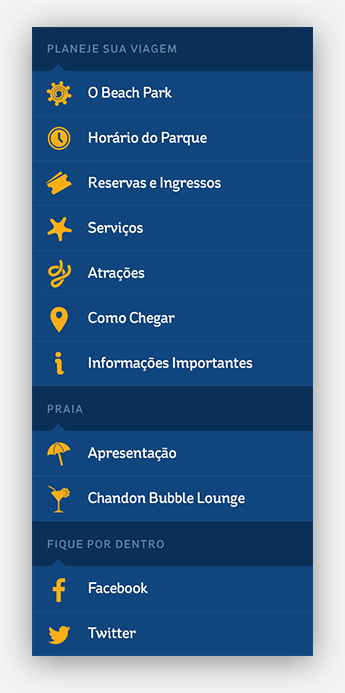 PLANEJE SUA VIAGEM
O Beach Park
Horário do Parque
Reservas e Ingressos
Serviços
Atrações
Como Chegar
Informações Importantes
PRAIA
Apresentação
Chandon Bubble Lounge
FIQUE POR DENTRO
Facebook
Twitter